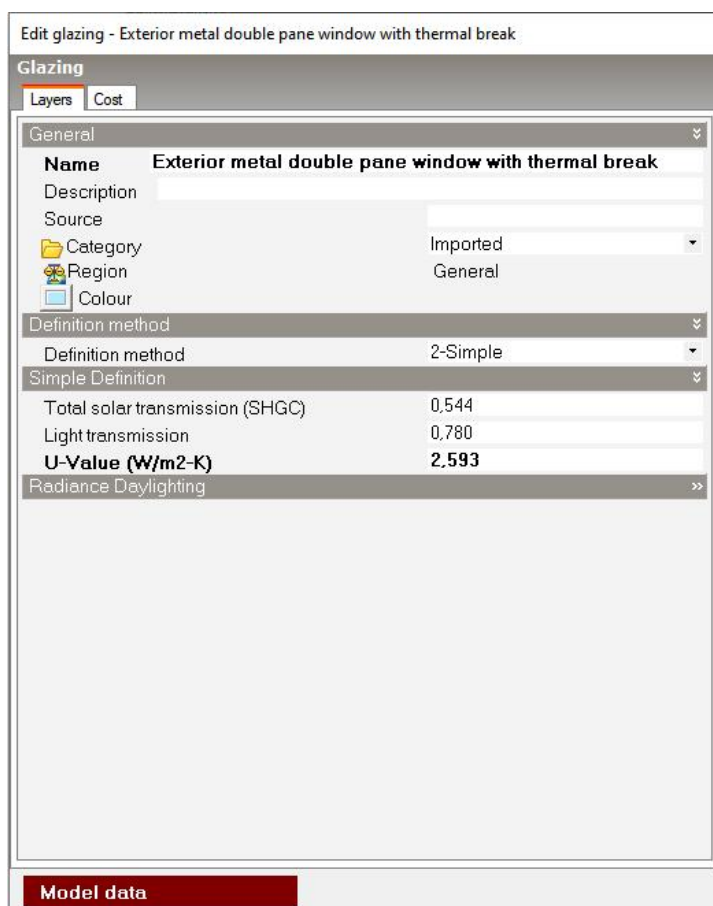 Edit glazing - Exterior metal double pane window with thermal break
Glazing
Layers Cost
General
Name Exterior metal double pane window with thermal break
Description
Source
Category Imported
Region General
Colour
Definition method
Definition method 2-Simple
Simple Definition
Total solar transmission (SHGC) 0,544
Light transmission 0,780
U-Value (W/m2-K) 2,593
Radiance Daylighting
Model data